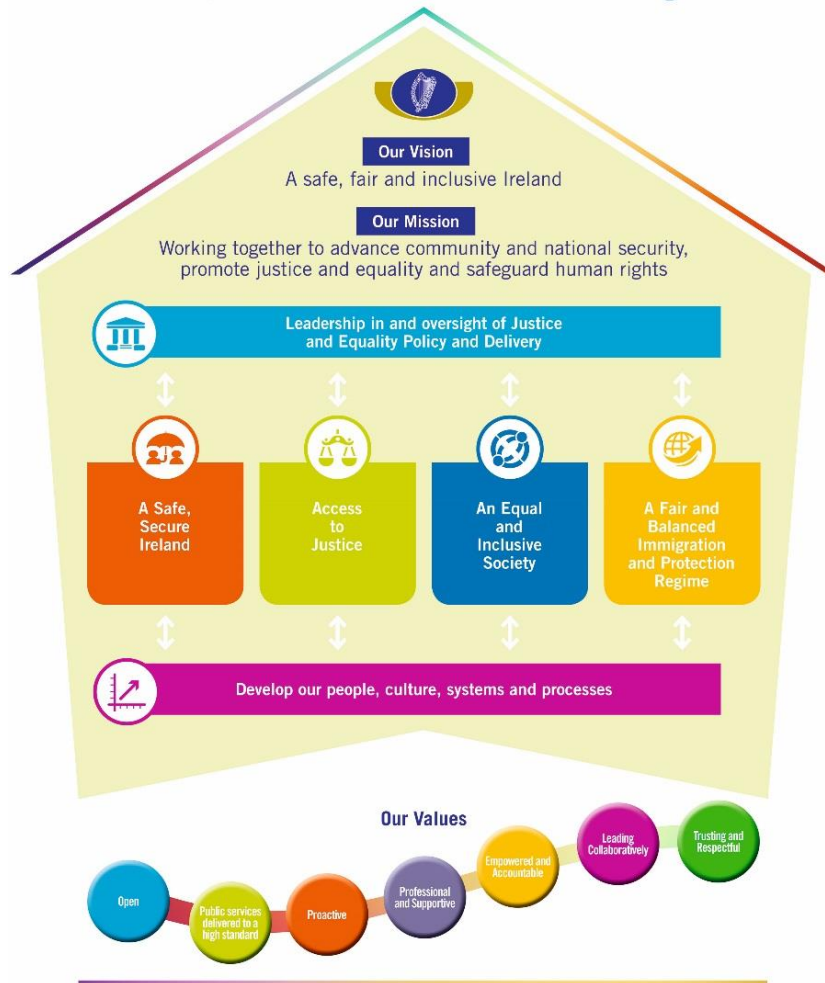 Our Vision
A safe, fair and inclusive Ireland
Our Mission
Working together to advance community and national security,
promote justice and equality and safeguard human rights
Leadership in and oversight of Justice
and Equality Policy and Delivery
A Safe,
Secure
Ireland
Access
to
Justice
An Equal
and
Inclusive
Society
A Fair and
Balanced
Immigration
and Protection
Regime
Develop our people, culture, systems and processes
Our Values
Open
Public services
delivered to a
high standard
Proactive
Professional
and Supportive
Empowered and
Accountable
Leading
Collaboratively
Trusting and
Respectful